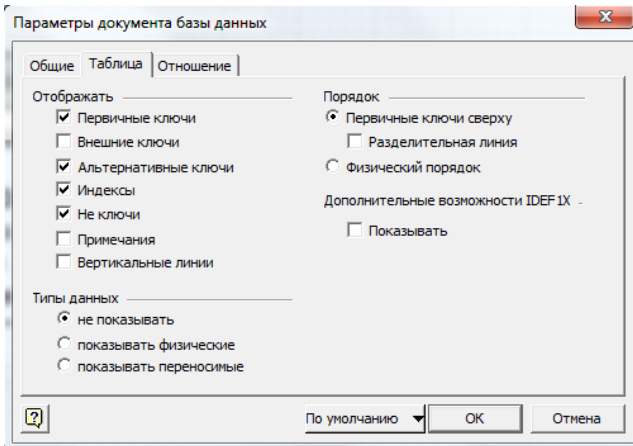 Параметры документа базы данных
Общие Таблица Отношение
Отображать
Первичные ключи
Внешние ключи
Альтернативные ключи
Индексы
Не ключи
Примечания
Вертикальные линии
Типы данных
не показывать
показывать физические
показывать переносимые
Порядок
Первичные ключи сверху
Разделительная линия
Физический порядок
Дополнительные возможности IDEF1X
Показывать
По умолчанию ОК Отмена